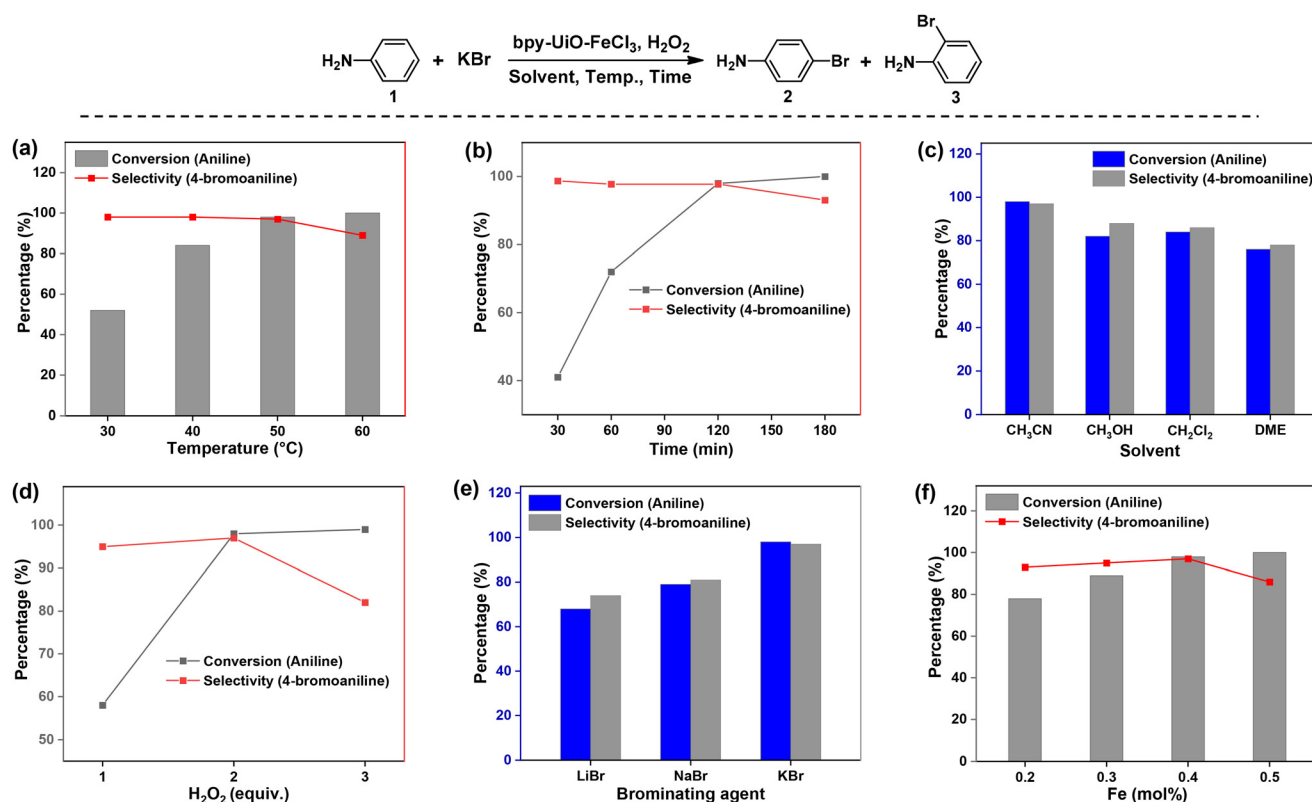 H₂N
+ KBr
bpy-UiO-FeCl₃, H₂O₂
Solvent, Temp., Time
H₂N
Br
+
Br
H₂N
1
2
3
(a)
Conversion (Aniline)
Selectivity (4-bromoaniline)
Percentage (%)
120
100
80
60
40
20
0
30 40 50 60
Temperature (°C)
(b)
100
80
60
40
Percentage (%)
Conversion (Aniline)
Selectivity (4-bromoaniline)
30 60 90 120 150 180
Time (min)
(c)
Conversion (Aniline)
Selectivity (4-bromoaniline)
Percentage (%)
120
100
80
60
40
20
0
CH₃CN CH₃OH CH₂Cl₂ DME
Solvent
(d)
Percentage (%)
100
90
80
70
60
50
Conversion (Aniline)
Selectivity (4-bromoaniline)
1 2 3
H₂O₂ (equiv.)
(e)
Conversion (Aniline)
Selectivity (4-bromoaniline)
Percentage (%)
120
100
80
60
40
20
0
LiBr NaBr KBr
Brominating agent
(f)
Conversion (Aniline)
Selectivity (4-bromoaniline)
Percentage (%)
120
100
80
60
40
20
0
0.2 0.3 0.4 0.5
Fe (mol%)